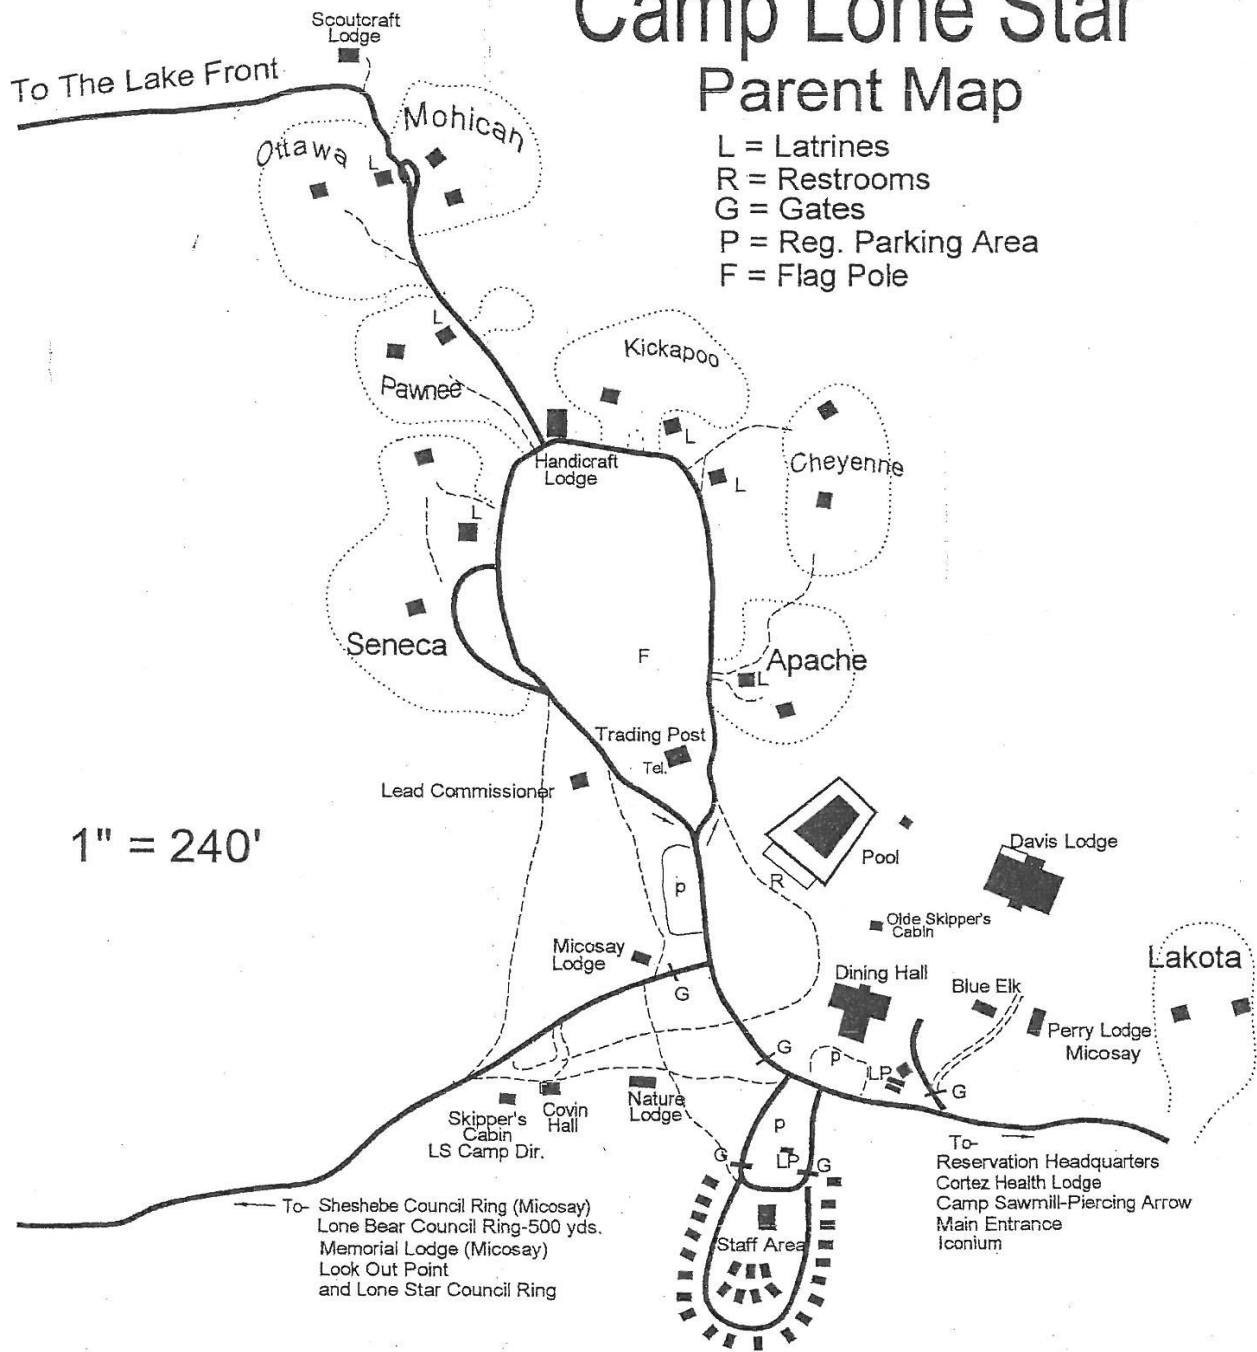 Camp Lone Star
Parent Map
L = Latrines
R = Restrooms
G = Gates
P = Reg. Parking Area
F = Flag Pole
Scoutcraft
Lodge
To The Lake Front
Mohican
Ottawa
L
L
Pawnee
Kickapoo
L
Handicraft
Lodge
Cheyenne
L
L
Seneca
F
Apache
L
Trading Post
Tel.
Lead Commissioner
1" = 240'
Pool
Davis Lodge
R
p
Olde Skipper's
Cabin
Micosay
Lodge
G
Dining Hall
Blue Elk
Lakota
Perry Lodge
Micosay
G
p
LP
G
Skipper's
Cabin
LS Camp Dir.
Covin
Hall
Nature
Lodge
p
G
LP
G
Staff Area
To-
Reservation Headquarters
Cortez Health Lodge
Camp Sawmill-Piercing Arrow
Main Entrance
Iconium
To- Sheshebe Council Ring (Micosay)
Lone Bear Council Ring-500 yds.
Memorial Lodge (Micosay)
Look Out Point
and Lone Star Council Ring